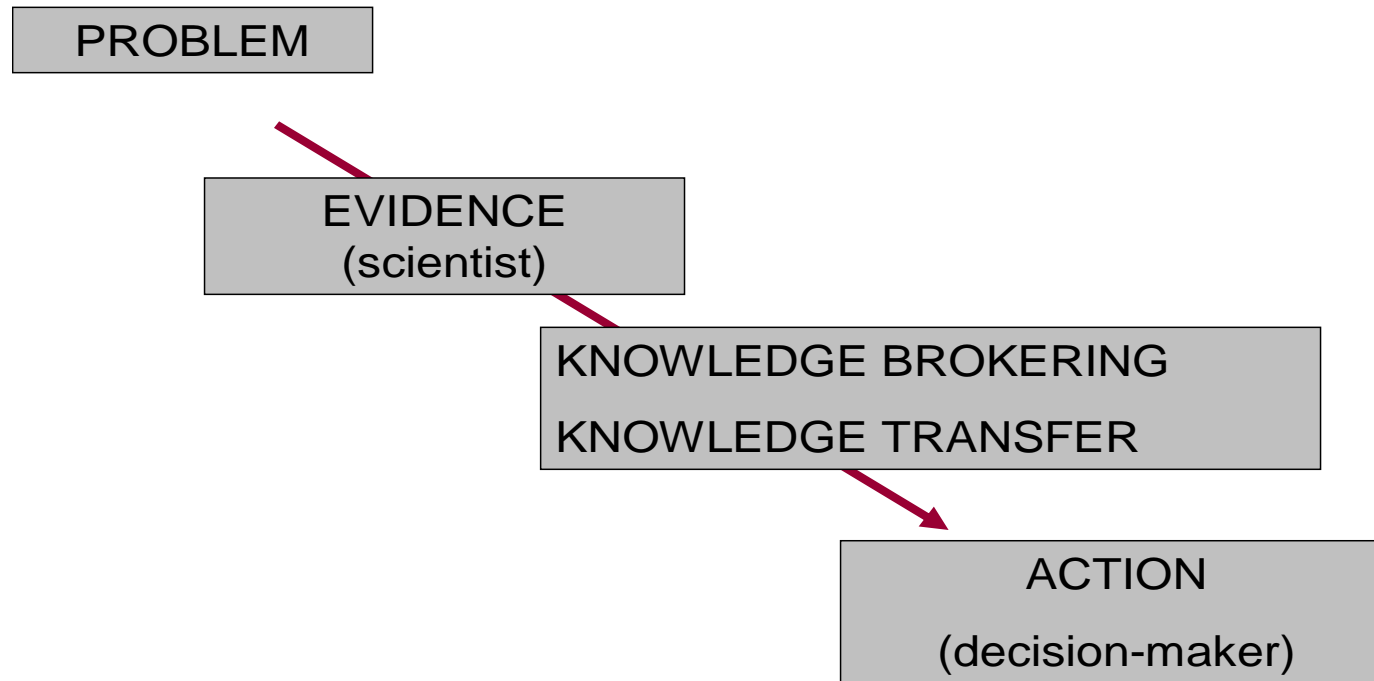 PROBLEM
EVIDENCE
(scientist)
KNOWLEDGE BROKERING
KNOWLEDGE TRANSFER
ACTION
(decision-maker)